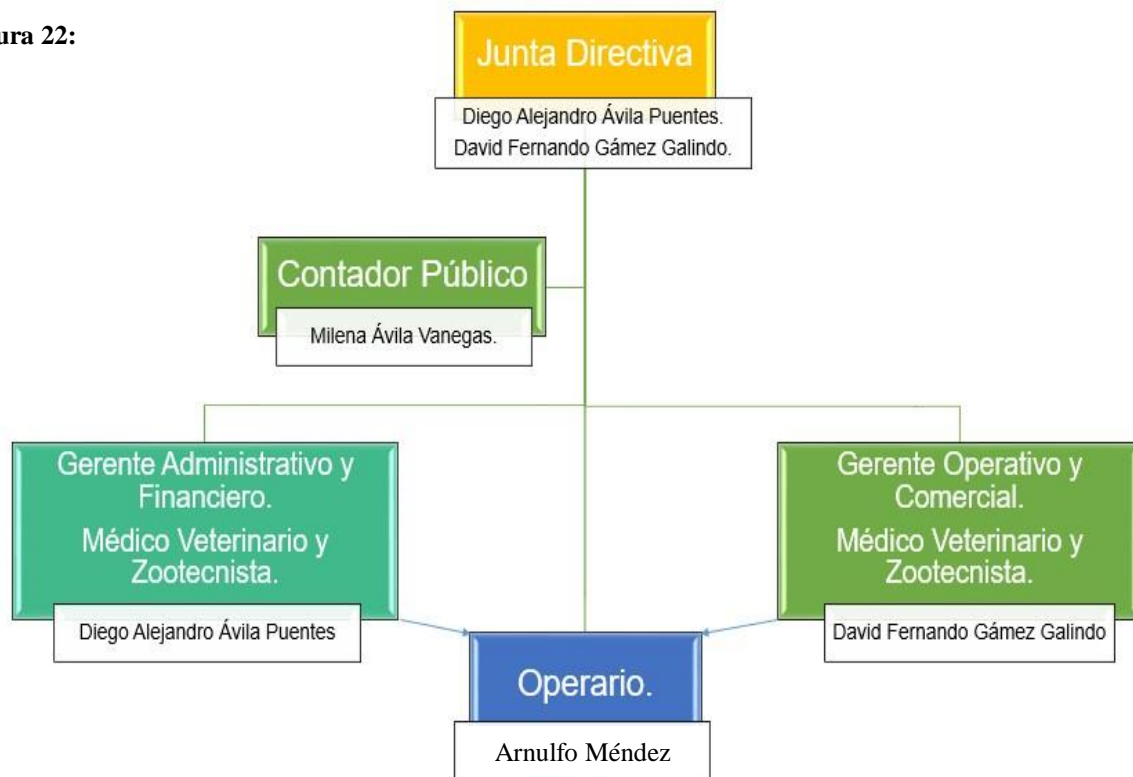 ura 22:
Junta Directiva
Diego Alejandro Ávila Puentes.
David Fernando Gámez Galindo.
Contador Público
Milena Ávila Vanegas.
Gerente Administrativo y
Financiero.
Médico Veterinario y
Zootecnista.
Diego Alejandro Ávila Puentes
Gerente Operativo y
Comercial.
Médico Veterinario y
Zootecnista.
David Fernando Gámez Galindo
Operario.
Arnulfo Méndez